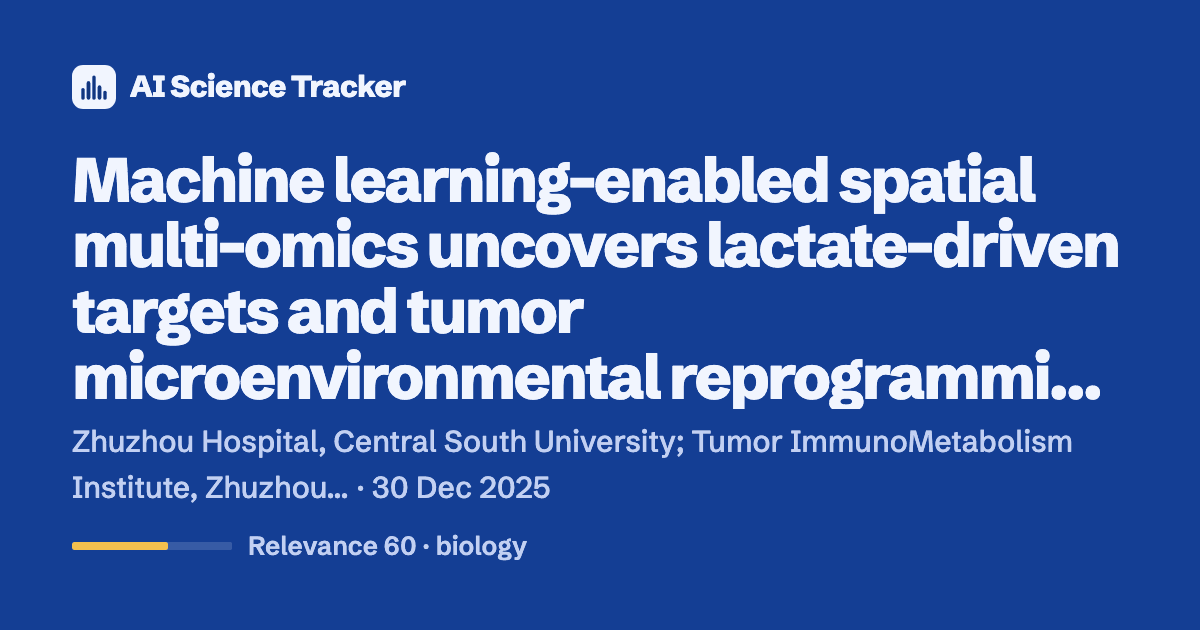 AI Science Tracker
Machine learning-enabled spatial
multi-omics uncovers lactate-driven
targets and tumor
microenvironmental reprogrammi...
Zhuzhou Hospital, Central South University; Tumor ImmunoMetabolism
Institute, Zhuzhou... · 30 Dec 2025
Relevance 60 · biology